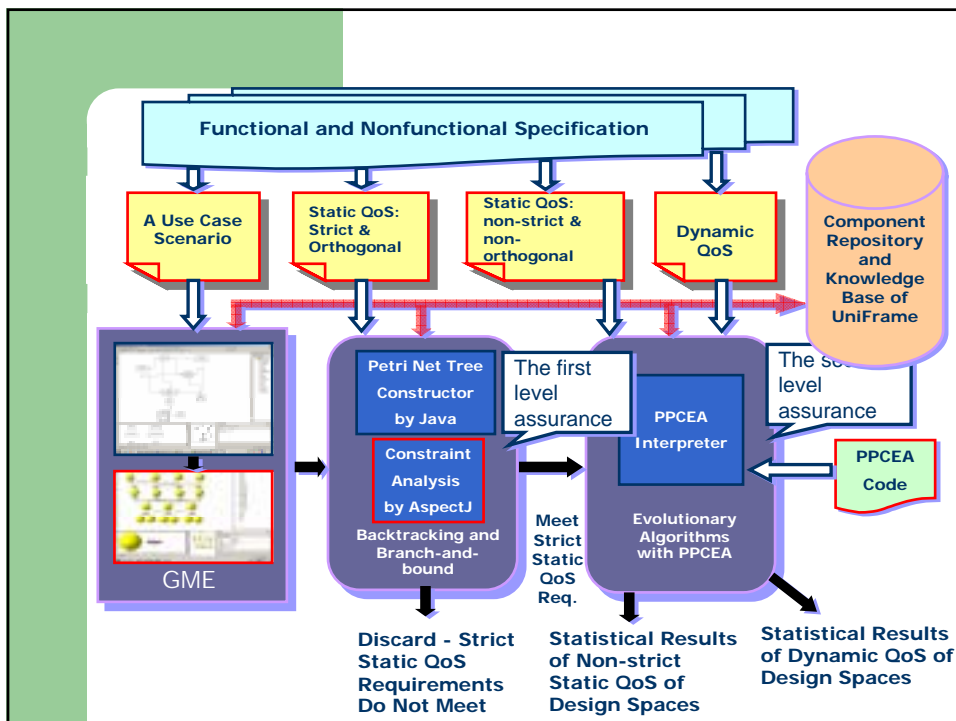 Functional and Nonfunctional Specification
A Use Case
Scenario
Static QoS:
Strict &
Orthogonal
Static QoS:
non-strict &
non-
orthogonal
Dynamic
QoS
Component
Repository
and
Knowledge
Base of
UniFrame
Petri Net Tree
Constructor
by Java
Constraint
Analysis
by AspectJ
Backtracking and
Branch-and-
bound
The first
level
assurance
PPCEA
Interpreter
Evolutionary
Algorithms
with PPCEA
The
level
assurance
PPCEA
Code
GME
Meet
Strict
Static
QoS
Req.
Discard - Strict
Static QoS
Requirements
Do Not Meet
Statistical Results
of Non-strict
Static QoS of
Design Spaces
Statistical Results
of Dynamic QoS of
Design Spaces